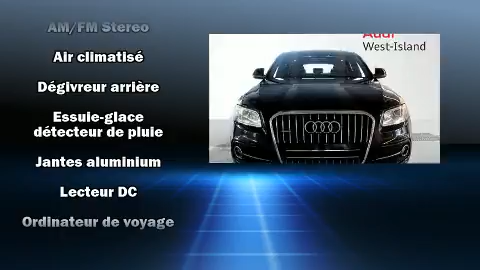 AM/FM Stereo
Air climatisé
Dégivreur arrière
Essuie-glace
détecteur de pluie
Jantes aluminium
Lecteur DC
Ordinateur de voyage
Audi
West-Island